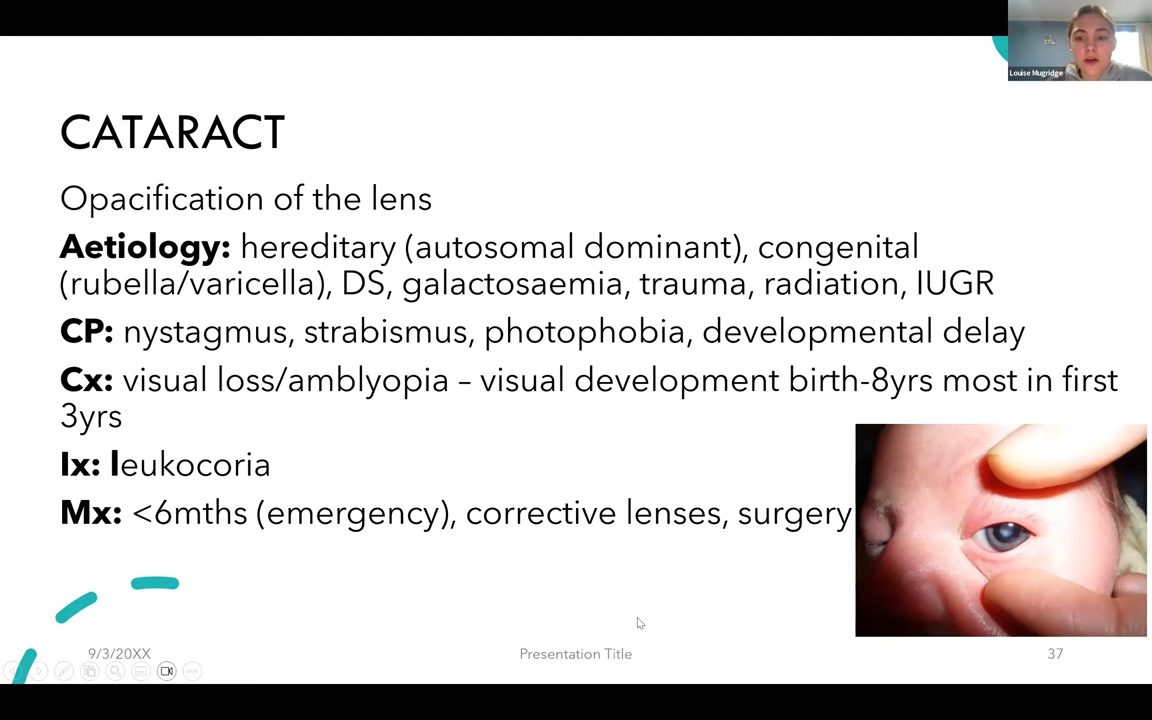 Louise Mugridge
CATARACT
Opacification of the lens
Aetiology: hereditary (autosomal dominant), congenital
(rubella/varicella), DS, galactosaemia, trauma, radiation, IUGR
CP: nystagmus, strabismus, photophobia, developmental delay
Cx: visual loss/amblyopia – visual development birth-8yrs most in first
3yrs
Ix: leukocoria
Mx: <6mths (emergency), corrective lenses, surgery
9/3/20XX
Presentation Title
37